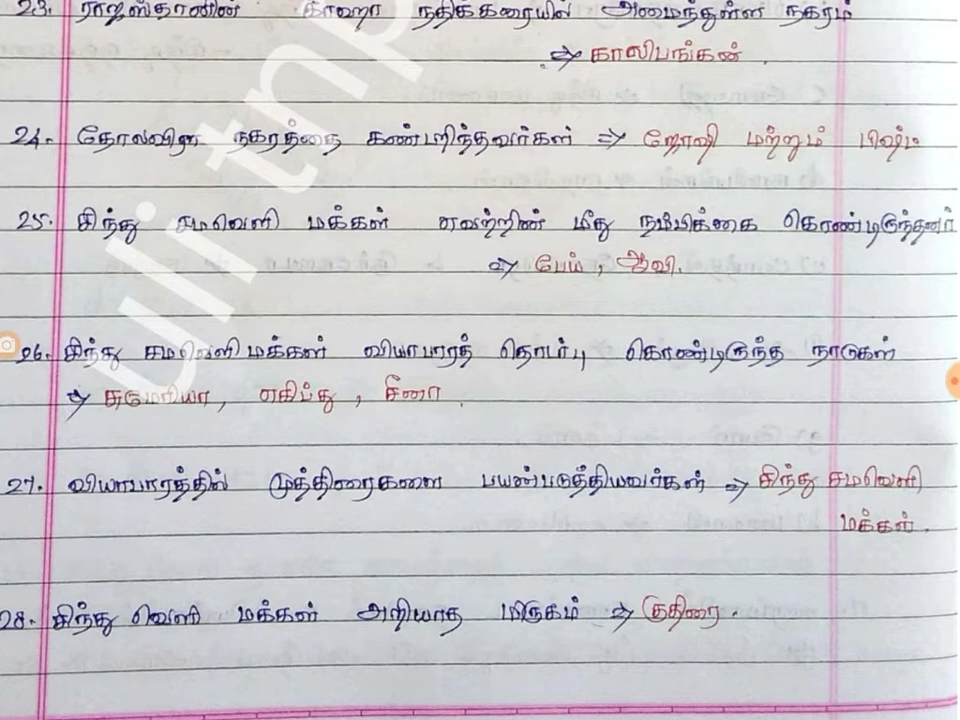 23. ராஜஸ்தானின் காஹா நதிக்கரையில் அமைந்துள்ள நகரம்
⇒ காலிபங்கன்.
24. தோலவிரா நகரத்தை கண்டறிந்தவர்கள் ⇒ ஜோஷி மற்றும் பிஷ்ட்
25. சிந்து சமவெளி மக்கள் எவற்றின் மீது நம்பிக்கை கொண்டிருந்தனர்
⇒ பேய், ஆவி.
26. சிந்து சமவெளி மக்கள் வியாபாரத் தொடர்பு கொண்டிருந்த நாடுகள்
⇒ சுமேரியா, எகிப்து, சீனா.
27. வியாபாரத்தில் முத்திரைகளை பயன்படுத்தியவர்கள் ⇒ சிந்து சமவெளி
மக்கள்.
28. சிந்து வெளி மக்கள் அறியாத மிருகம் ⇒ குதிரை.